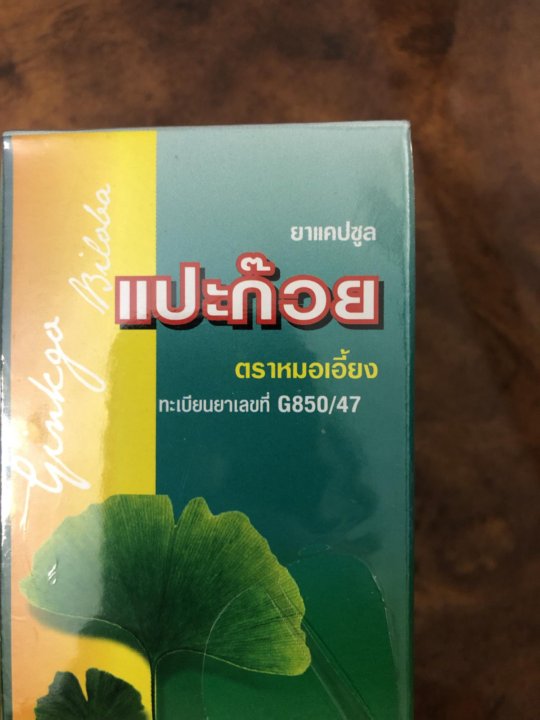 ยาแคปซูล
แปะก๊อย
ตราหมอเอี้ยง
ทะเบียนยาเลขที่ G850/47
Ginkgo Biloba